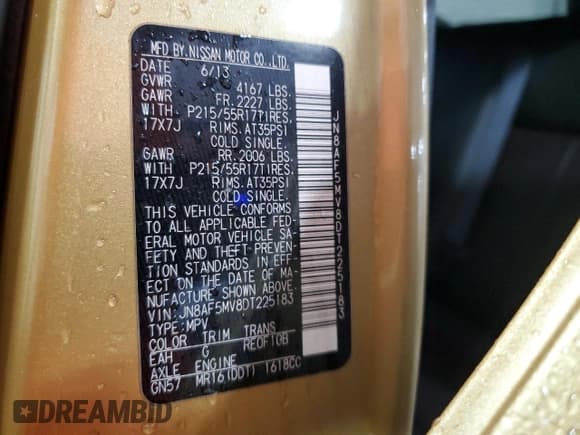 MFD BY NISSAN MOTOR CO., LTD.
DATE 6/13
GVWR 4167 LBS.
GAWR FR. 2227 LBS.
WITH P215/55R17TIRES.
17X7J RIMS. AT35PSI
COLD SINGLE.
GAWR RR. 2006 LBS.
WITH P215/55R17TIRES.
17X7J RIMS. AT35PSI
COLD SINGLE.
THIS VEHICLE CONFORMS
TO ALL APPLICABLE FED-
ERAL MOTOR VEHICLE SA-
FETY AND THEFT-PREVEN-
TION STANDARDS IN EFF-
ECT ON THE DATE OF MA-
NUFACTURE SHOWN ABOVE.
VIN: JN8AF5MV8DT225183
TYPE: MPV
COLOR TRIM TRANS
EAH G RE0F10B
AXLE ENGINE
GN57 MR16(DDT) 1618CC
JN8AF5MV8DT225183
DREAMBID